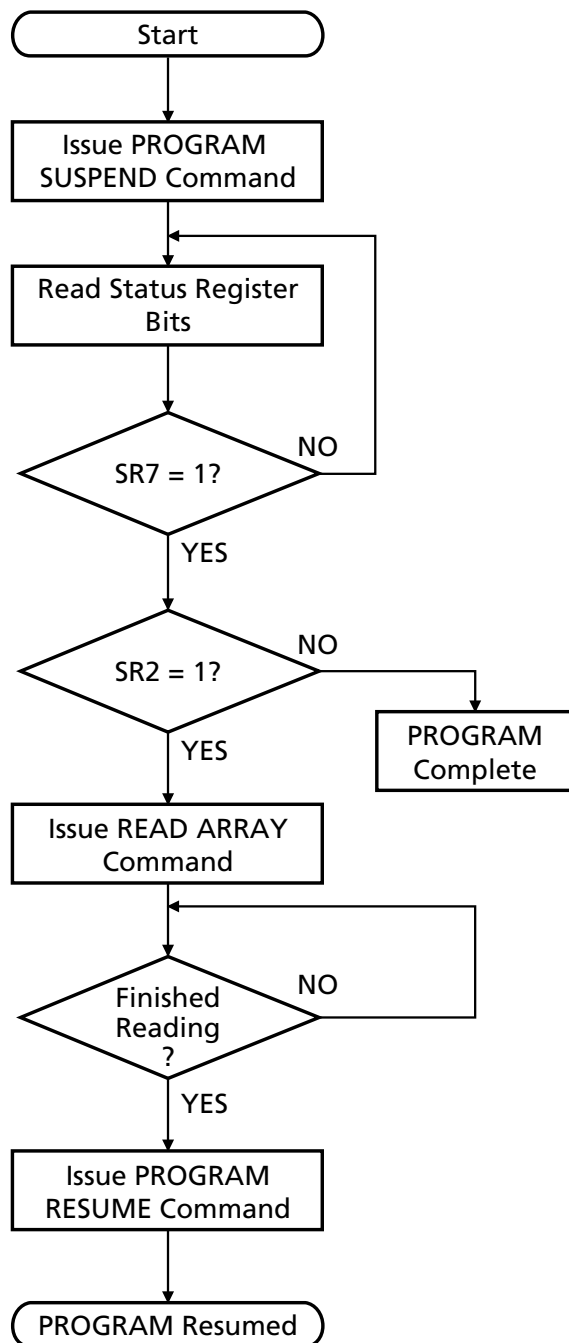 Start
Issue PROGRAM
SUSPEND Command
Read Status Register
Bits
NO
SR7 = 1?
YES
NO
SR2 = 1?
YES
PROGRAM
Complete
Issue READ ARRAY
Command
NO
Finished
Reading
?
YES
Issue PROGRAM
RESUME Command
PROGRAM Resumed